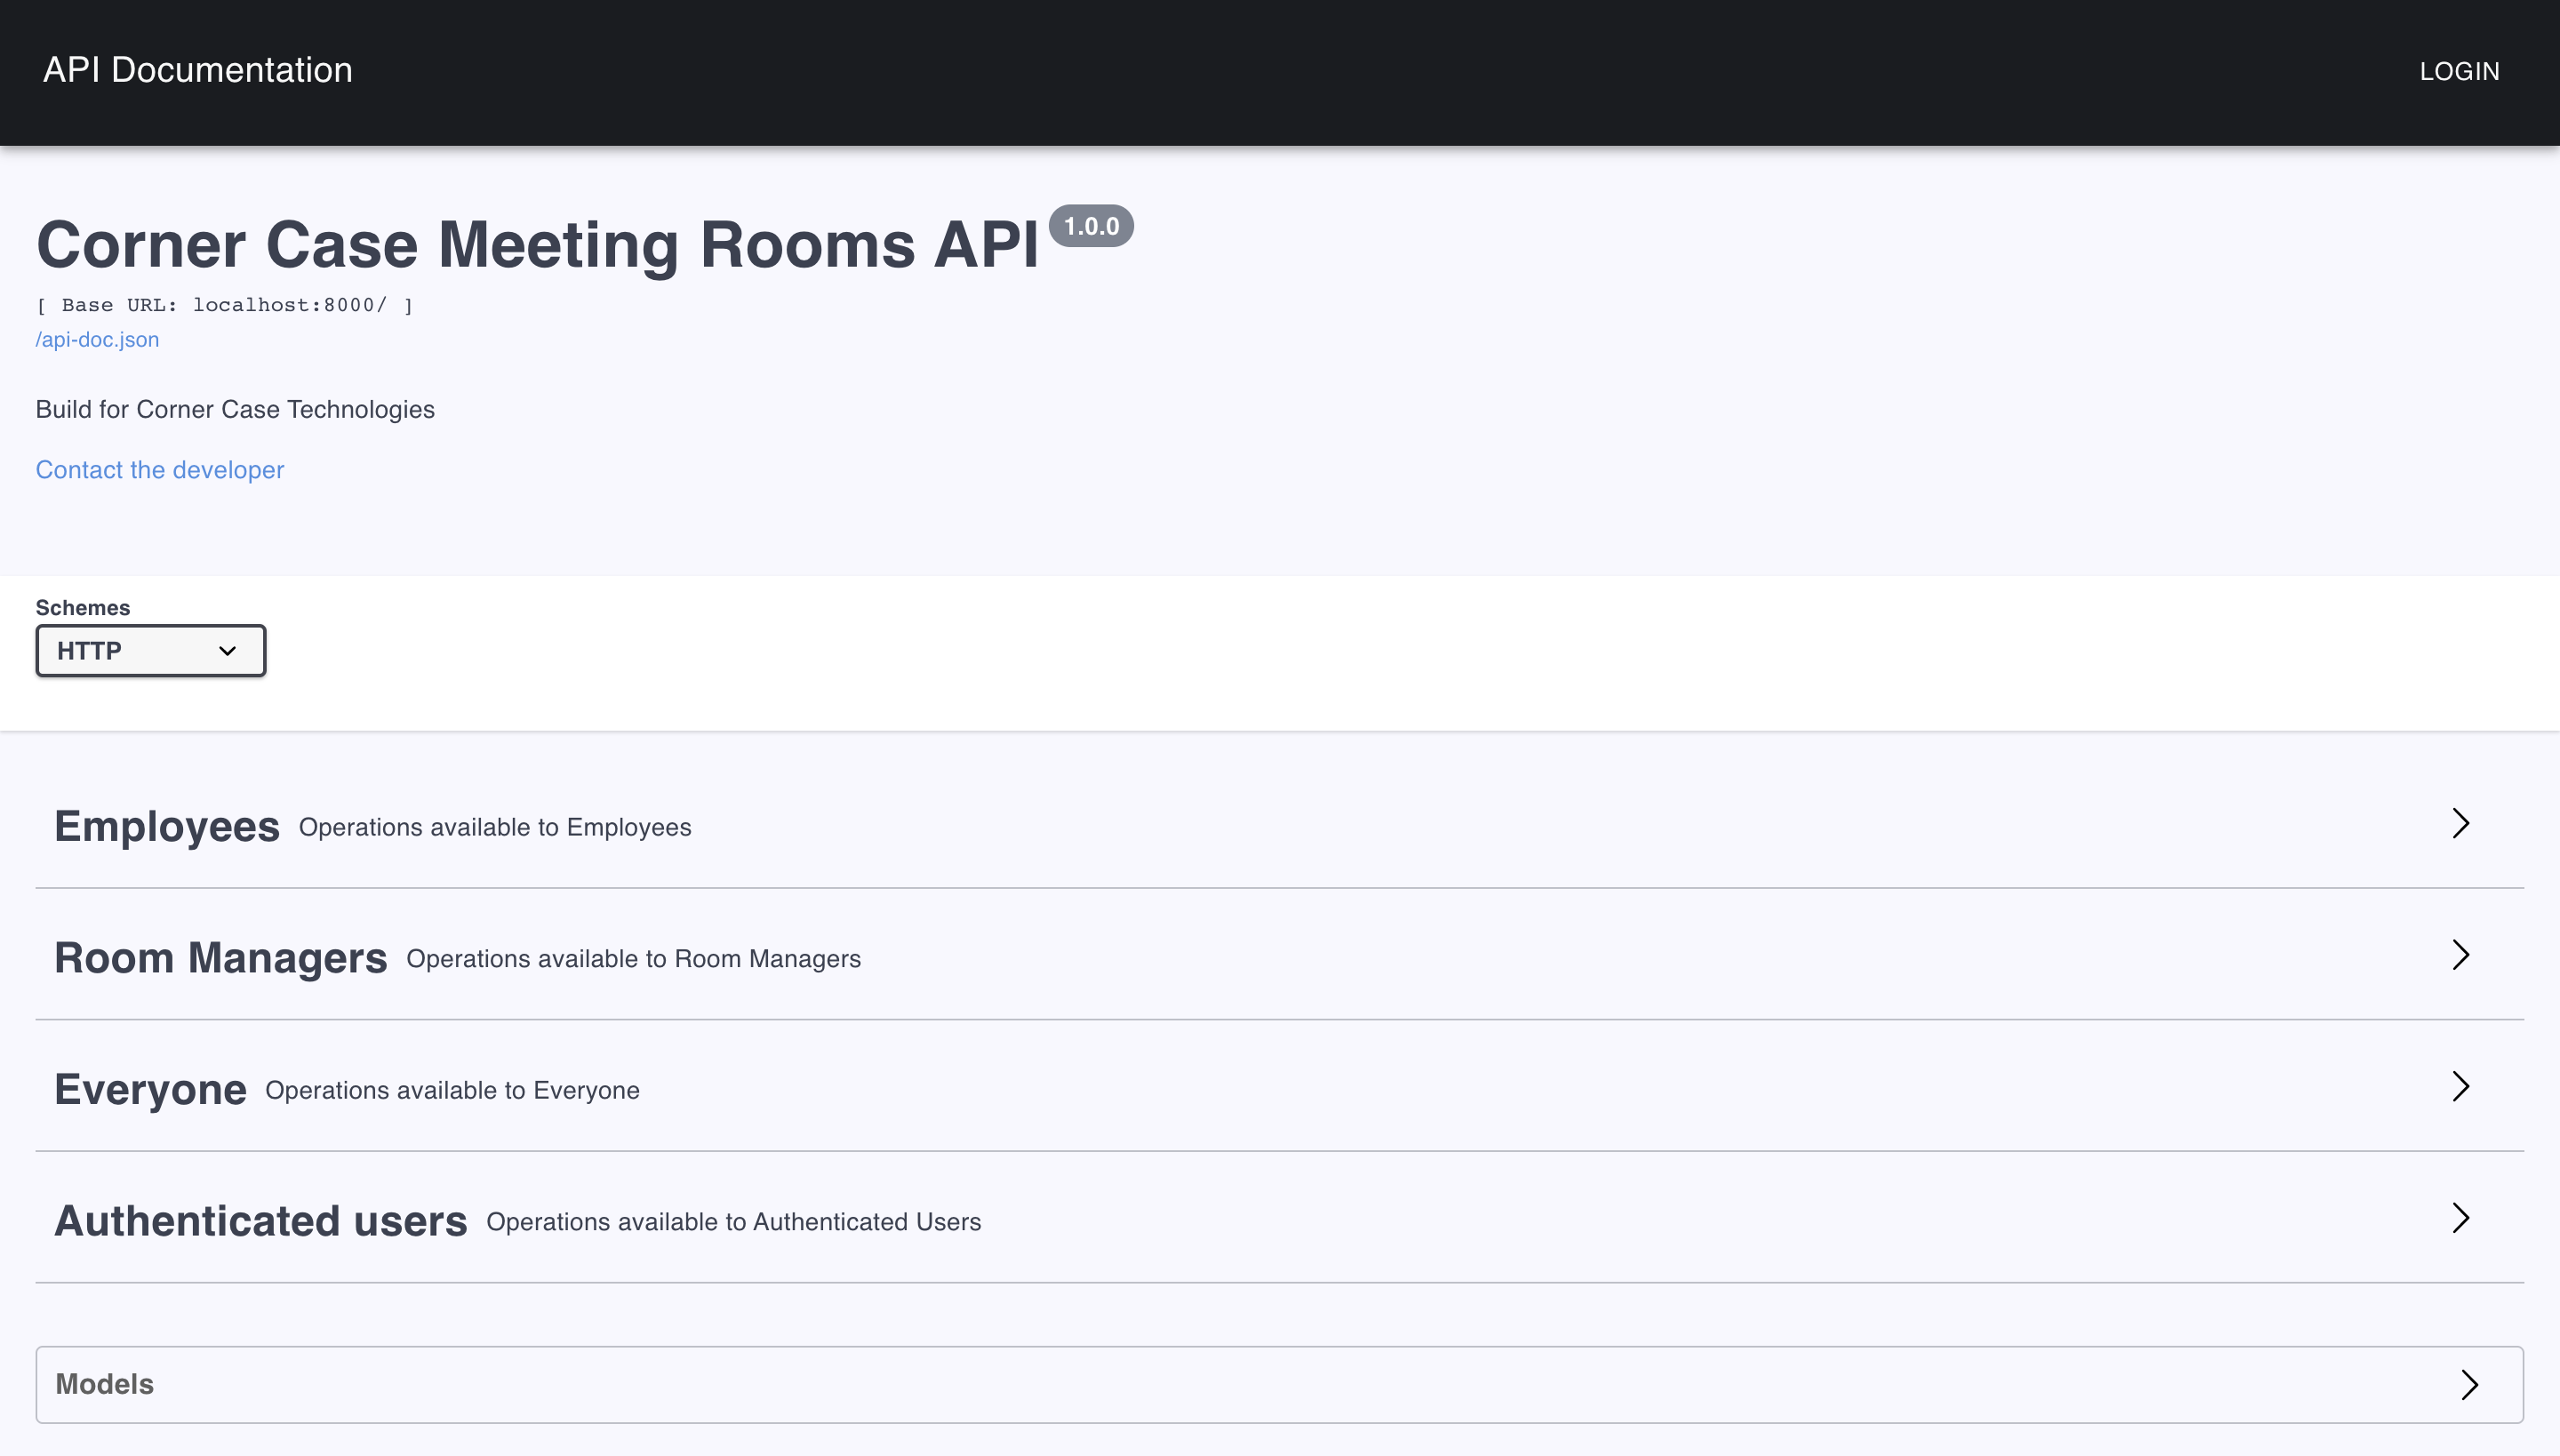 API Documentation
LOGIN
Corner Case Meeting Rooms API 1.0.0
[ Base URL: localhost:8000/ ]
/api-doc.json
Build for Corner Case Technologies
Contact the developer
Schemes
HTTP
Employees Operations available to Employees
Room Managers Operations available to Room Managers
Everyone Operations available to Everyone
Authenticated users Operations available to Authenticated Users
Models